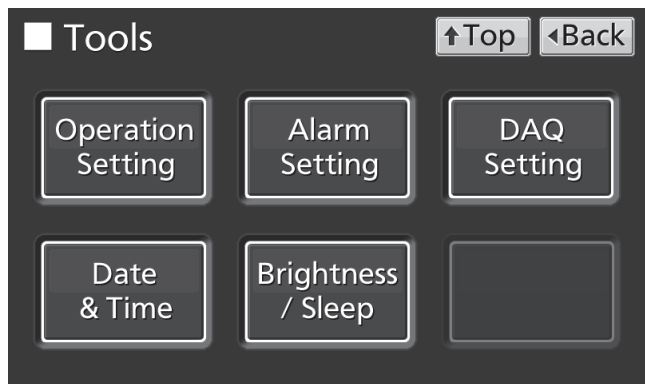 Tools
Top
Back
Operation
Setting
Alarm
Setting
DAQ
Setting
Date
& Time
Brightness
/ Sleep